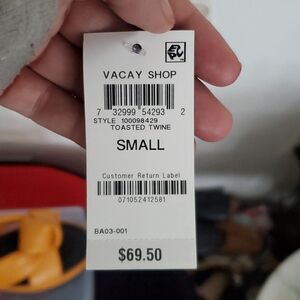 VACAY SHOP
7 32999 54293 2
STYLE 100098429
TOASTED TWINE
SMALL
Customer Return Label
071052412581
BA03-001
$69.50